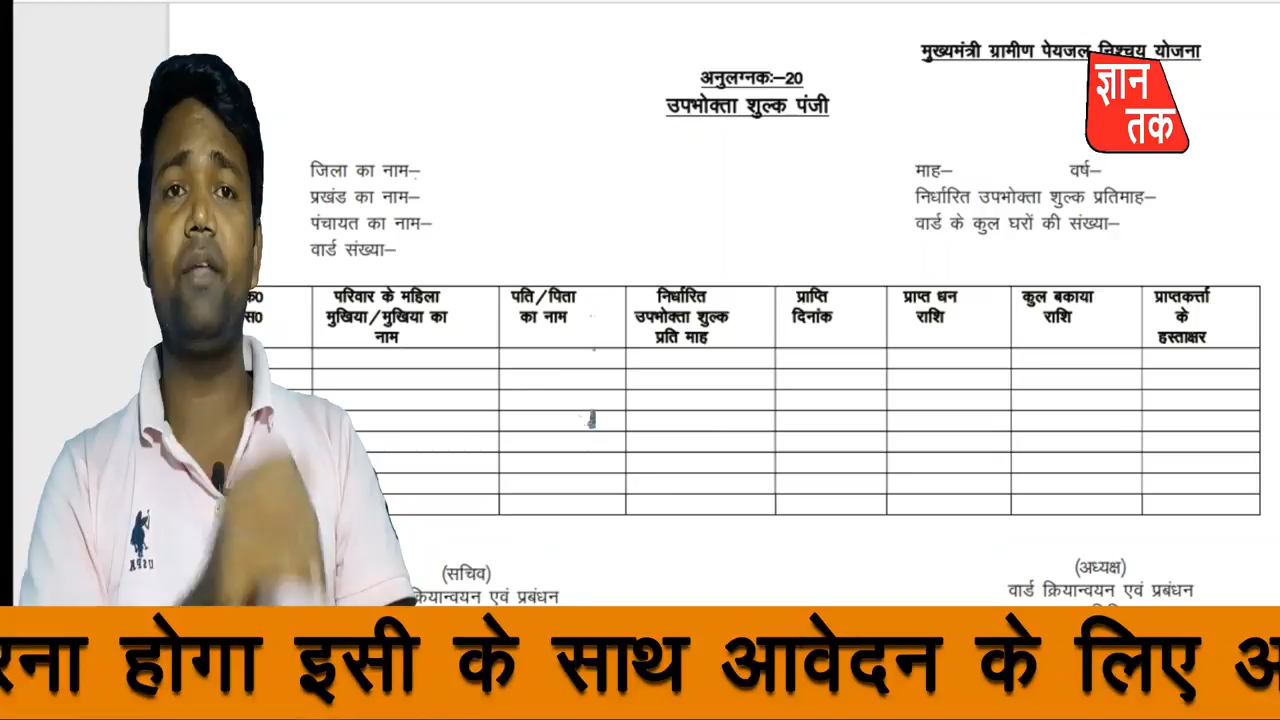 मुख्यमंत्री ग्रामीण पेयजल निश्चय योजना
ज्ञान
तक
अनुलग्नकः–20
उपभोक्ता शुल्क पंजी
जिला का नाम–
प्रखंड का नाम–
पंचायत का नाम–
वार्ड संख्या–
माह– वर्ष–
निर्धारित उपभोक्ता शुल्क प्रतिमाह–
वार्ड के कुल घरों की संख्या–
परिवार के महिला
मुखिया/मुखिया का
नाम
पति/पिता
का नाम
निर्धारित
उपभोक्ता शुल्क
प्रति माह
प्राप्ति
दिनांक
प्राप्त धन
राशि
कुल बकाया
राशि
प्राप्तकर्त्ता
के
हस्ताक्षर
(सचिव)
एवं प्रबंधन
(अध्यक्ष)
वार्ड क्रियान्वयन एवं प्रबंधन
होगा इसी के साथ आवेदन के लिए